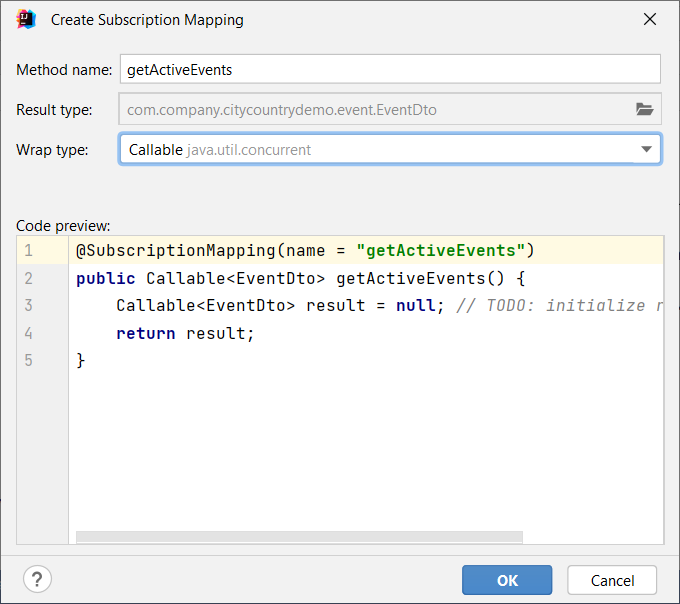 Create Subscription Mapping
Method name: getActiveEvents
Result type: com.company.citycountrydemo.event.EventDto
Wrap type: Callable java.util.concurrent
Code preview:
1 @SubscriptionMapping(name = "getActiveEvents")
2 public Callable<EventDto> getActiveEvents() {
3 Callable<EventDto> result = null; // TODO: initialize r
4 return result;
5 }
? OK Cancel